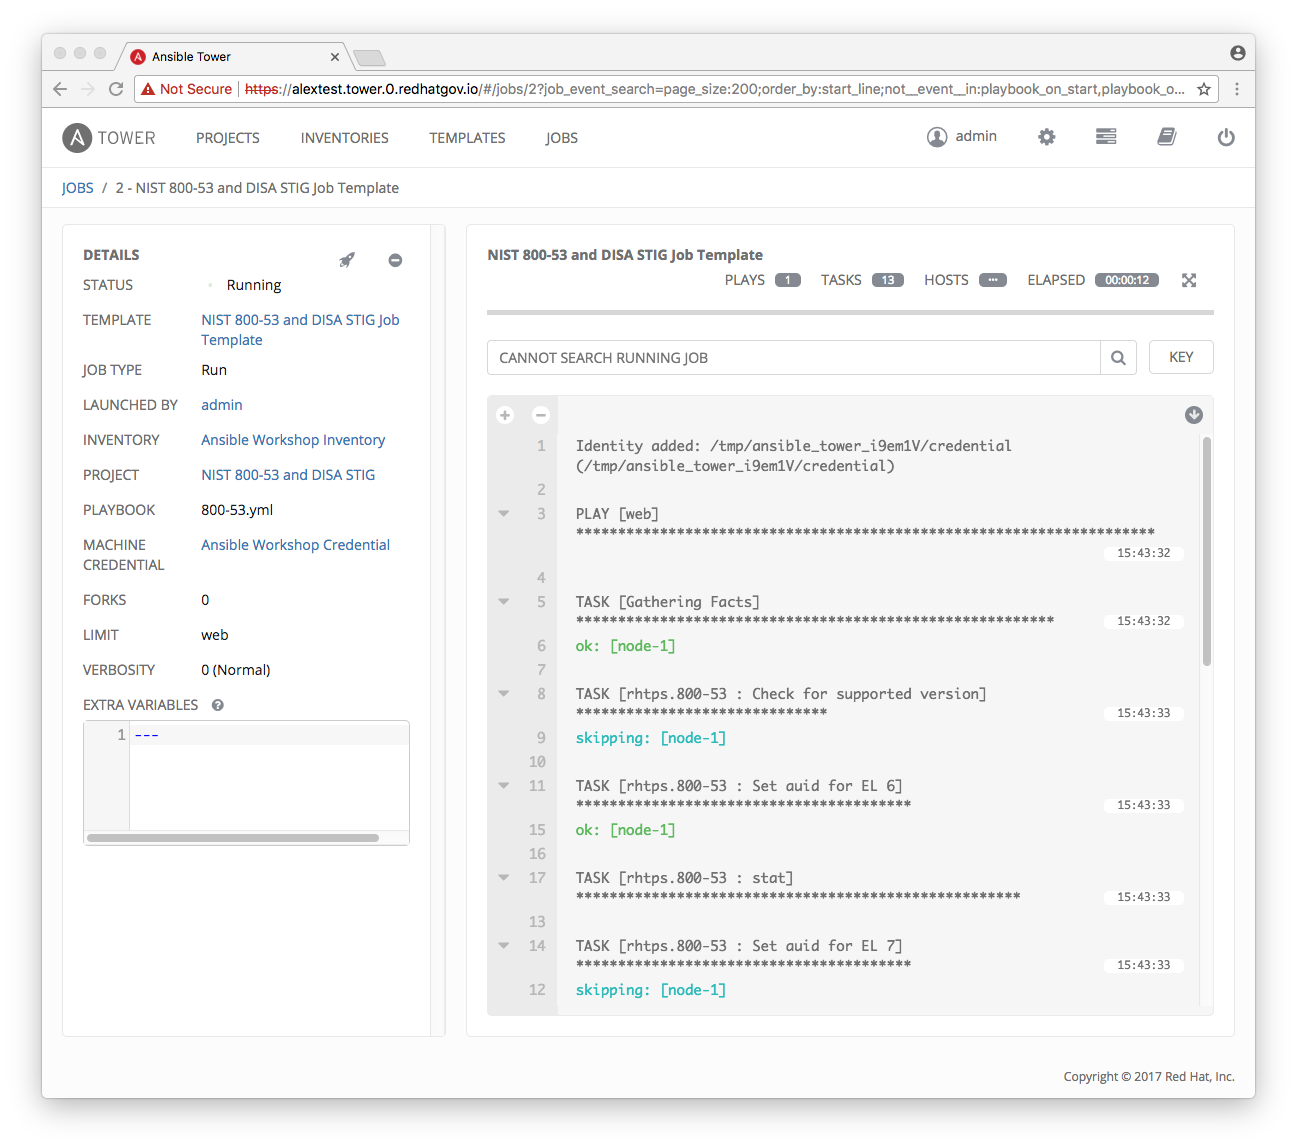 Ansible Tower
Not Secure https://alextest.tower.0.redhatgov.io/#/jobs/2?job_event_search=page_size:200;order_by:start_line;not__event__in:playbook_on_start,playbook_o...
A TOWER PROJECTS INVENTORIES TEMPLATES JOBS admin
JOBS / 2 - NIST 800-53 and DISA STIG Job Template
DETAILS
STATUS Running
TEMPLATE NIST 800-53 and DISA STIG Job
Template
JOB TYPE Run
LAUNCHED BY admin
INVENTORY Ansible Workshop Inventory
PROJECT NIST 800-53 and DISA STIG
PLAYBOOK 800-53.yml
MACHINE Ansible Workshop Credential
CREDENTIAL
FORKS 0
LIMIT web
VERBOSITY 0 (Normal)
EXTRA VARIABLES ?
1 ---
NIST 800-53 and DISA STIG Job Template
PLAYS 1 TASKS 13 HOSTS ... ELAPSED 00:00:12
CANNOT SEARCH RUNNING JOB KEY
1 Identity added: /tmp/ansible_tower_i9em1V/credential
(/tmp/ansible_tower_i9em1V/credential)
2
3 PLAY [web]
*********************************************************************
15:43:32
4
5 TASK [Gathering Facts]
********************************************************* 15:43:32
6 ok: [node-1]
7
8 TASK [rhtps.800-53 : Check for supported version]
****************************** 15:43:33
9 skipping: [node-1]
10
11 TASK [rhtps.800-53 : Set auid for EL 6]
**************************************** 15:43:33
15 ok: [node-1]
16
17 TASK [rhtps.800-53 : stat]
***************************************************** 15:43:33
13
14 TASK [rhtps.800-53 : Set auid for EL 7]
**************************************** 15:43:33
12 skipping: [node-1]
Copyright © 2017 Red Hat, Inc.